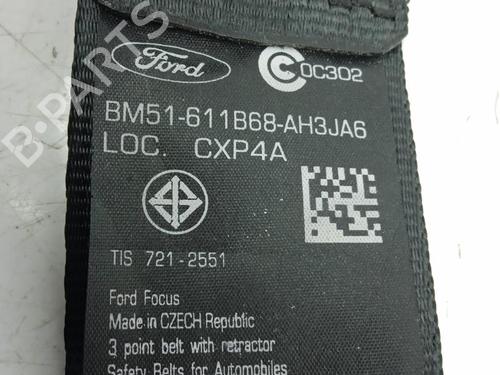 Ford
C OC302
BM51-611B68-AH3JA6
LOC. CXP4A
TIS 721-2551
Ford Focus
Made in CZECH Republic
3 point belt with retractor
Safety Belts for Automobiles
B-PARTS